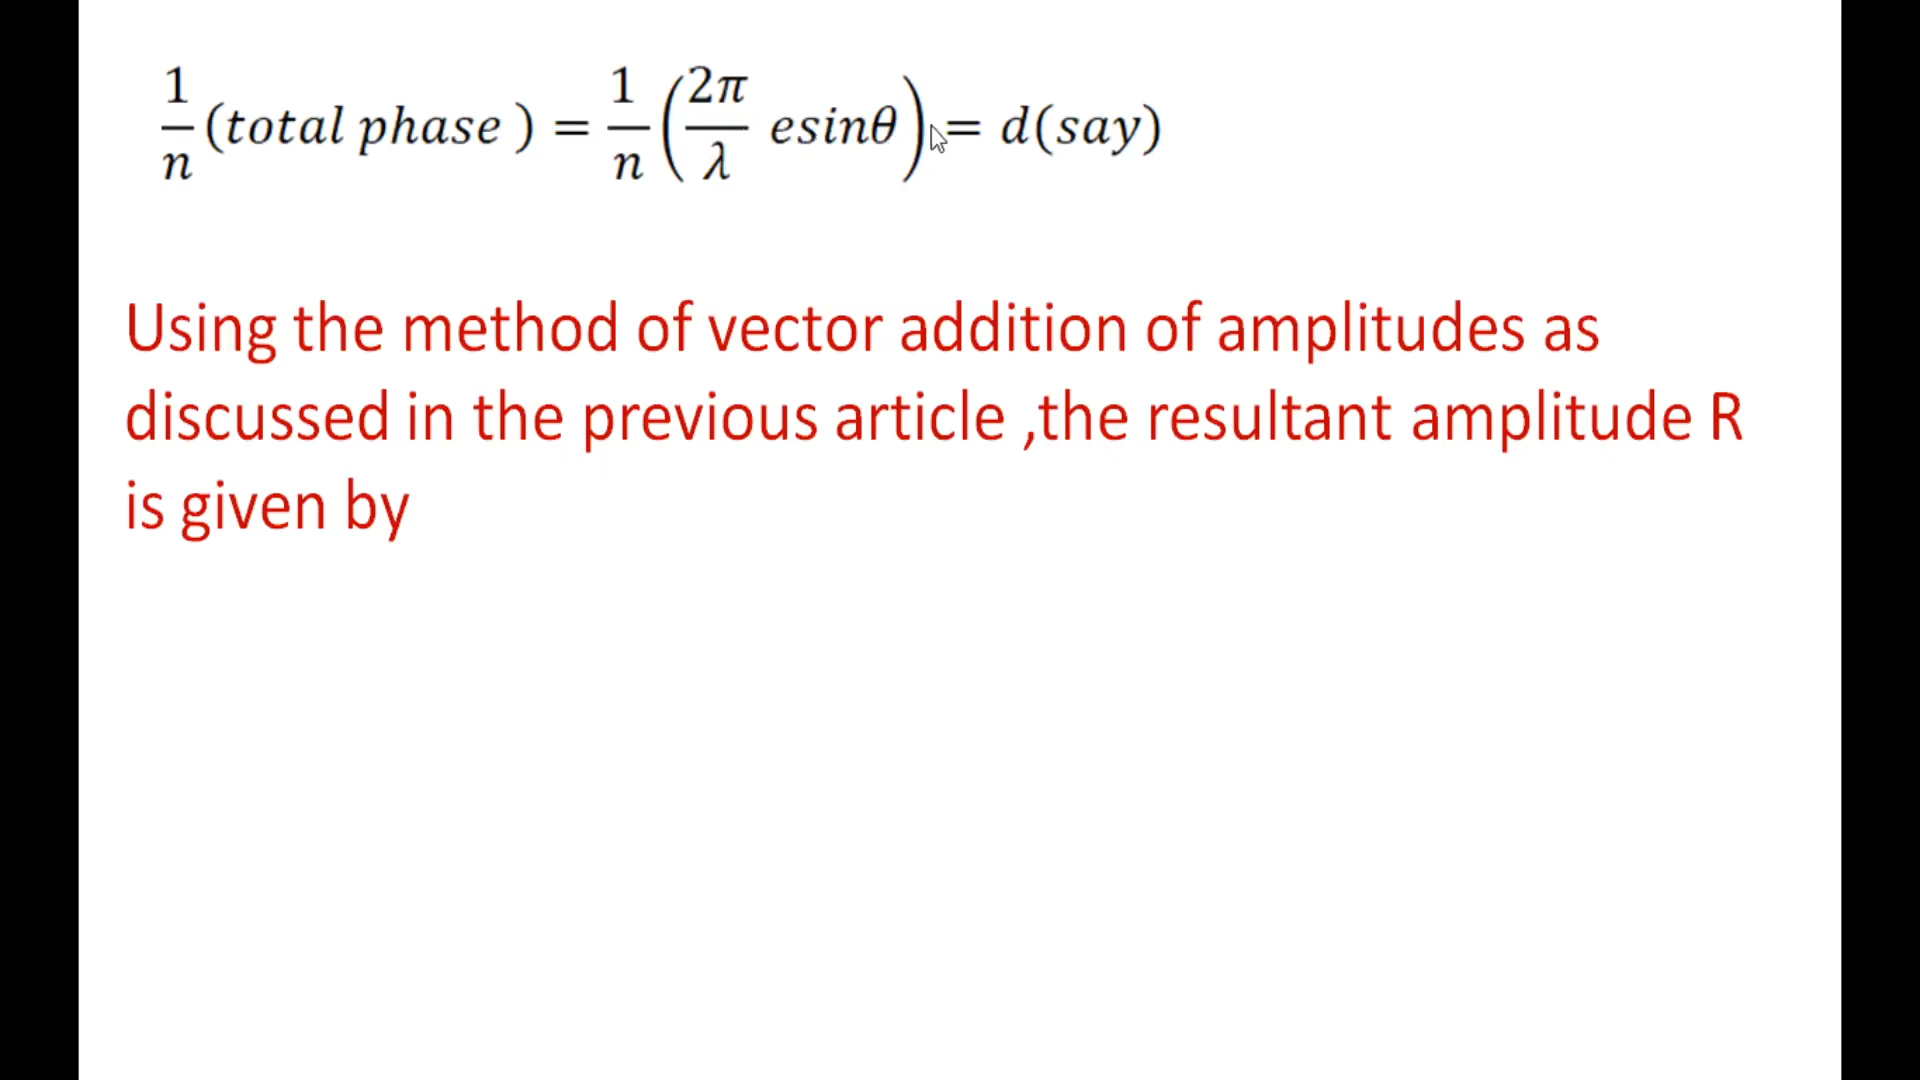 1/n (total phase ) = 1/n (2π/λ esinθ) = d(say)
Using the method of vector addition of amplitudes as
discussed in the previous article ,the resultant amplitude R
is given by